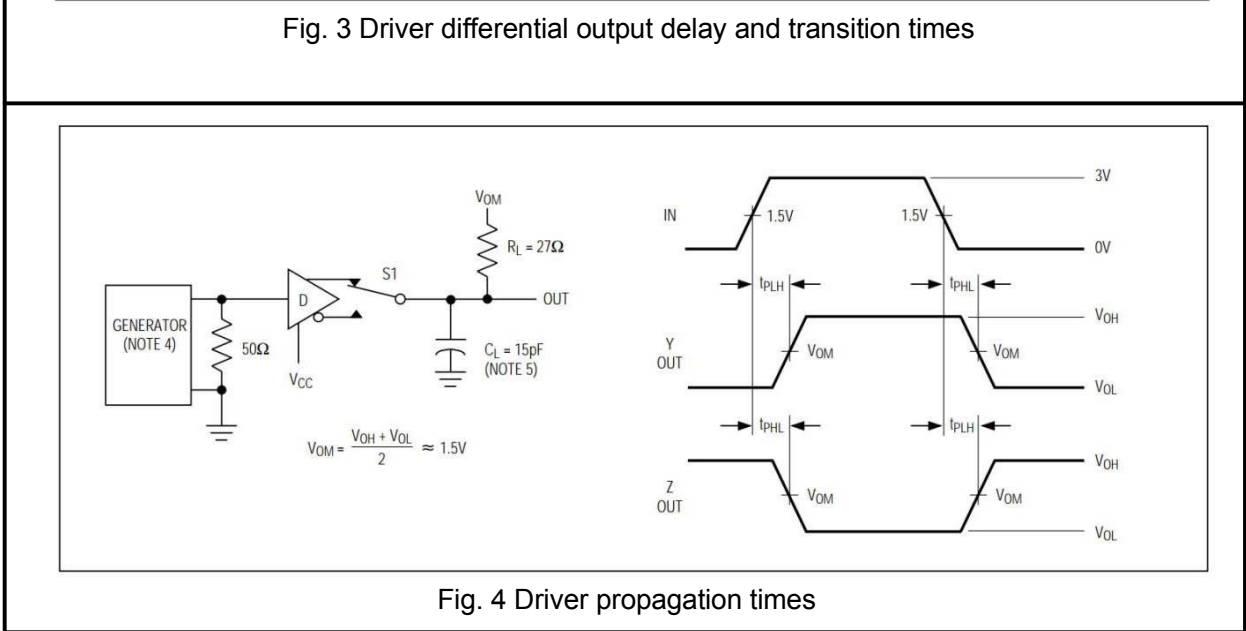 Fig. 3 Driver differential output delay and transition times
GENERATOR
(NOTE 4)
50Ω
D
VCC
S1
VOM
RL = 27Ω
OUT
CL = 15pF
(NOTE 5)
VOM = VOH + VOL / 2 ≈ 1.5V
IN
1.5V
1.5V
3V
0V
tPLH
tPHL
Y
OUT
VOM
VOM
VOH
VOL
tPHL
tPLH
Z
OUT
VOM
VOM
VOH
VOL
Fig. 4 Driver propagation times